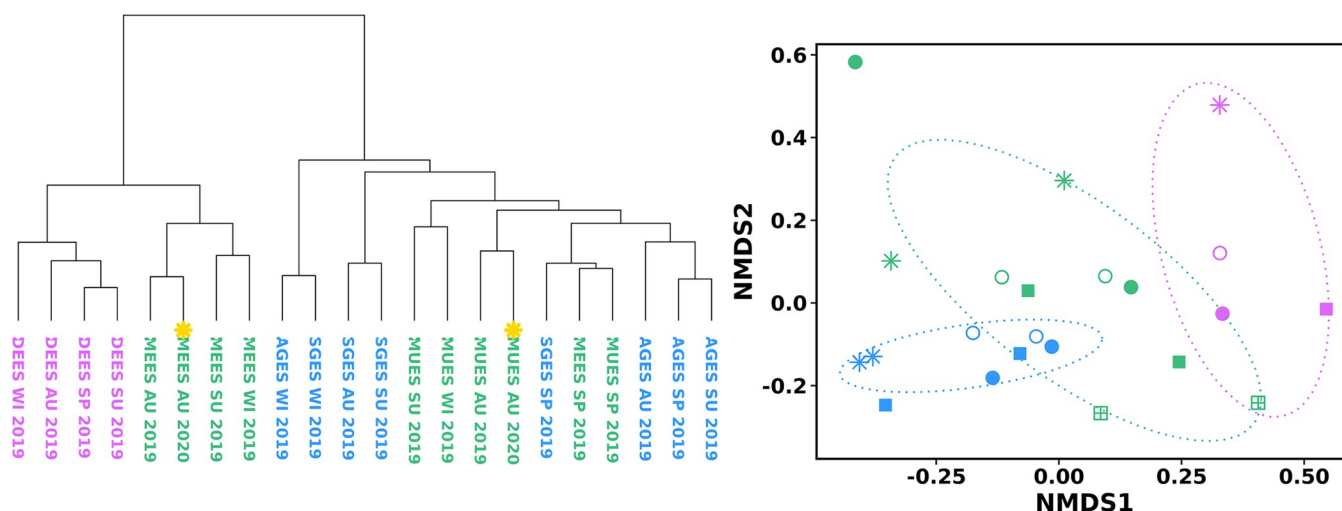 DEES WI 2019
DEES AU 2019
DEES SP 2019
DEES SU 2019
MEES AU 2019
MEES AU 2020
MEES SU 2019
MEES WI 2019
AGES WI 2019
SGES WI 2019
SGES AU 2019
SGES SU 2019
MUES SU 2019
MUES WI 2019
MUES AU 2019
MUES AU 2020
SGES SP 2019
MEES SP 2019
MUES SP 2019
AGES AU 2019
AGES SP 2019
AGES SU 2019
NMDS2
0.6
0.4
0.2
0.0
-0.2
-0.25
0.00
0.25
0.50
NMDS1